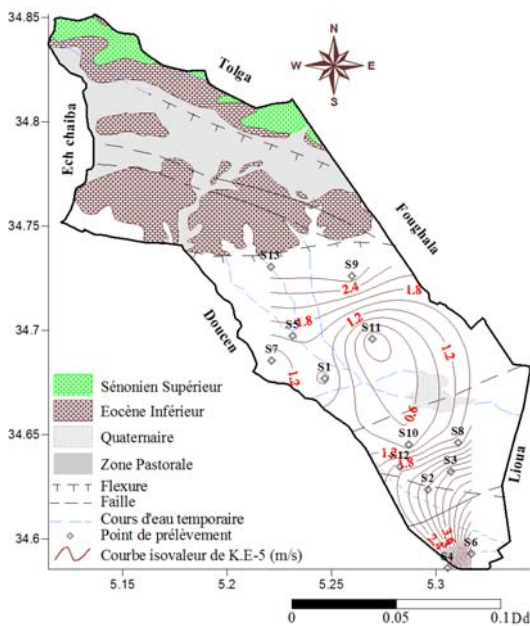 34.85
34.8
34.75
34.7
34.65
34.6
N
W E
S
Tolga
Ech chaiba
Foughala
Doucen
Lioua
S13
S9
2.4
1.8
S5
1.8
1.2
S11
1.2
S7
1.2
S1
0.6
S10
S8
1.2
S12
1.8
S3
S2
3.6
S6
S4
Sénonien Supérieur
Eocène Inférieur
Quaternaire
Zone Pastorale
Flexure
Faille
Cours d'eau temporaire
Point de prélèvement
Courbe isovaleur de K.E-5 (m/s)
5.15 5.2 5.25 5.3
0 0.05 0.1Dd